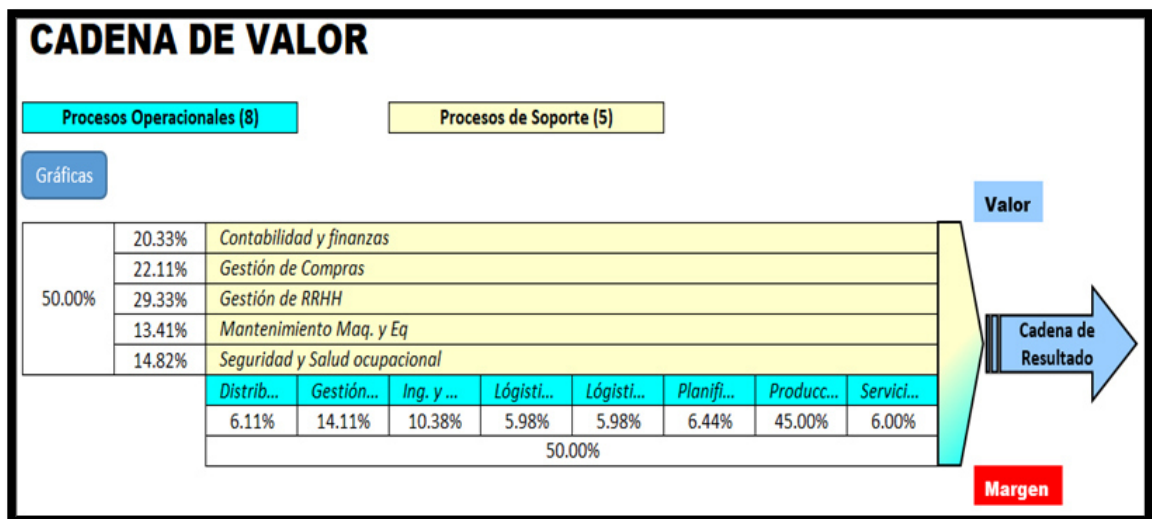 CADENA DE VALOR
Procesos Operacionales (8)
Procesos de Soporte (5)
Gráficas
Valor
20.33% Contabilidad y finanzas
22.11% Gestión de Compras
50.00% 29.33% Gestión de RRHH
13.41% Mantenimiento Maq. y Eq
14.82% Seguridad y Salud ocupacional
Cadena de
Resultado
Distrib... Gestión... Ing. y ... Lógisti... Lógisti... Planifi... Producc... Servici...
6.11% 14.11% 10.38% 5.98% 5.98% 6.44% 45.00% 6.00%
50.00%
Margen